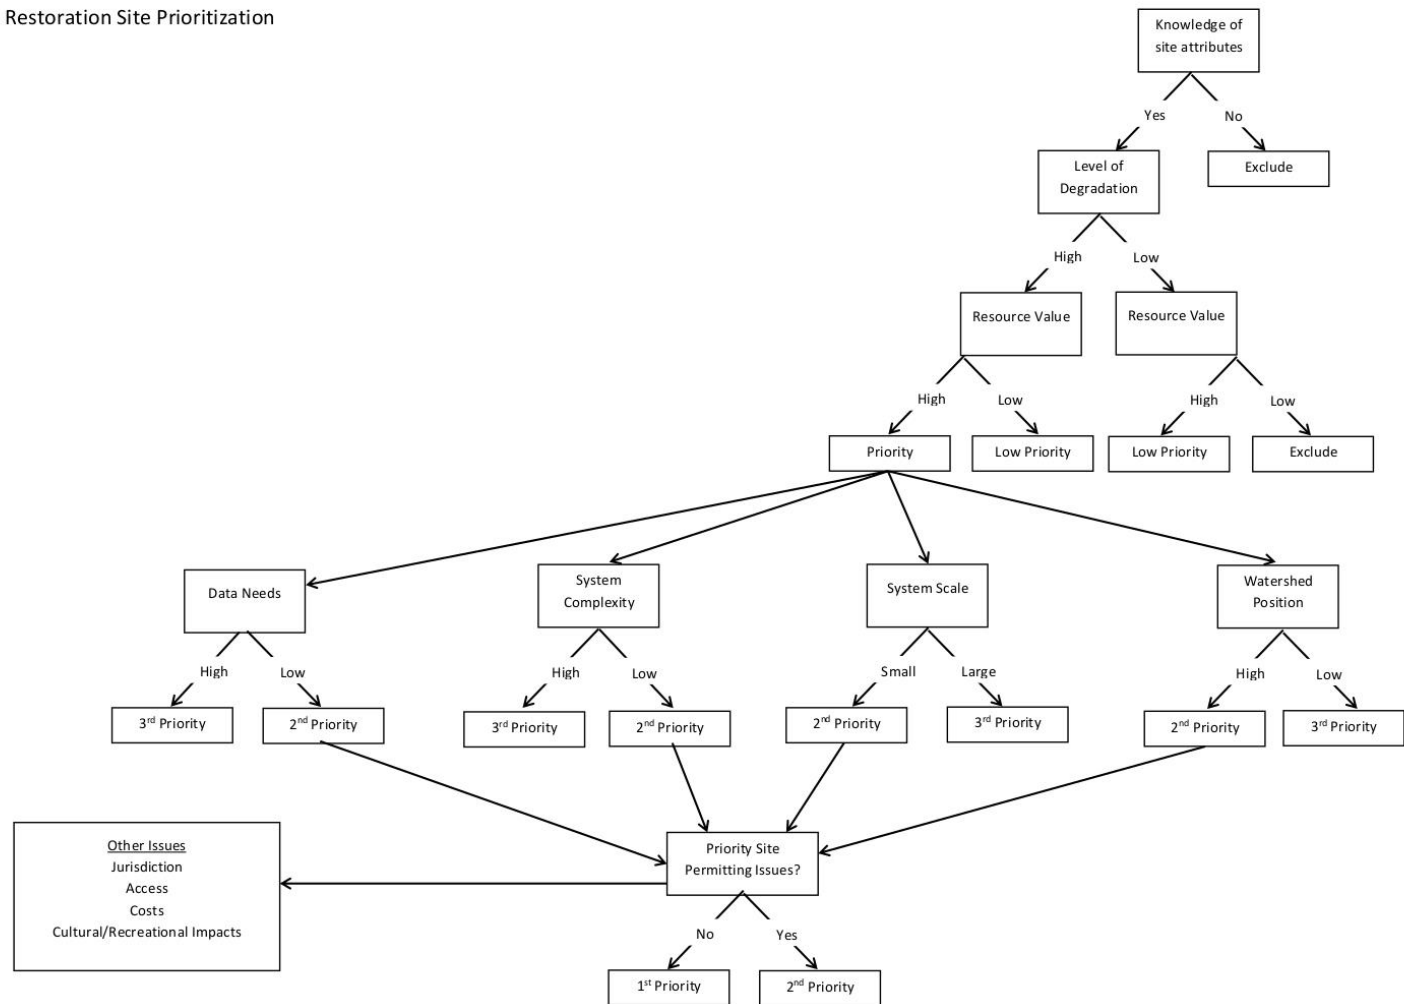 Restoration Site Prioritization
Knowledge of
site attributes
Yes
No
Level of
Degradation
Exclude
High
Low
Resource Value
Resource Value
High
Low
High
Low
Priority
Low Priority
Low Priority
Exclude
Data Needs
System
Complexity
System Scale
Watershed
Position
High
Low
High
Low
Small
Large
High
Low
3rd Priority
2nd Priority
3rd Priority
2nd Priority
2nd Priority
3rd Priority
2nd Priority
3rd Priority
Other Issues
Jurisdiction
Access
Costs
Cultural/Recreational Impacts
Priority Site
Permitting Issues?
No
Yes
1st Priority
2nd Priority